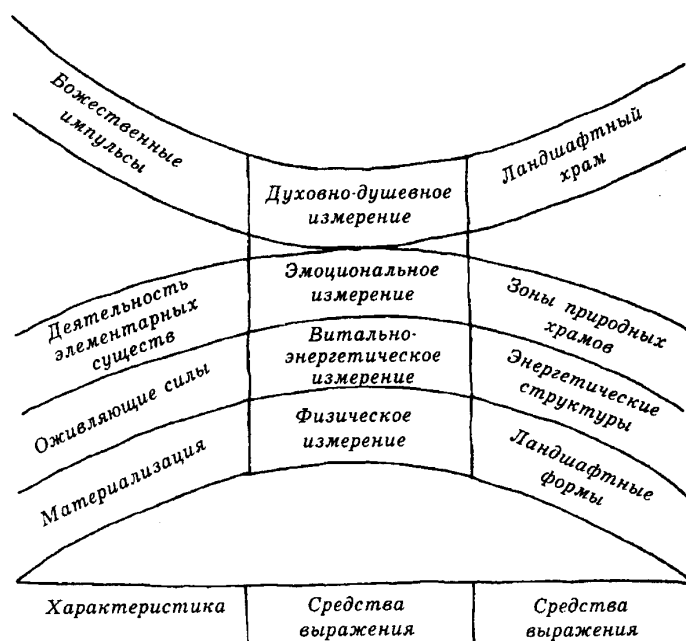 Божественные
импульсы
Духовно-душевное
измерение
Ландшафтный
храм
Деятельность
элементарных
существ
Эмоциональное
измерение
Зоны природных
храмов
Оживляющие силы
Витально-
энергетическое
измерение
Энергетические
структуры
Материализация
Физическое
измерение
Ландшафтные
формы
Характеристика
Средства
выражения
Средства
выражения